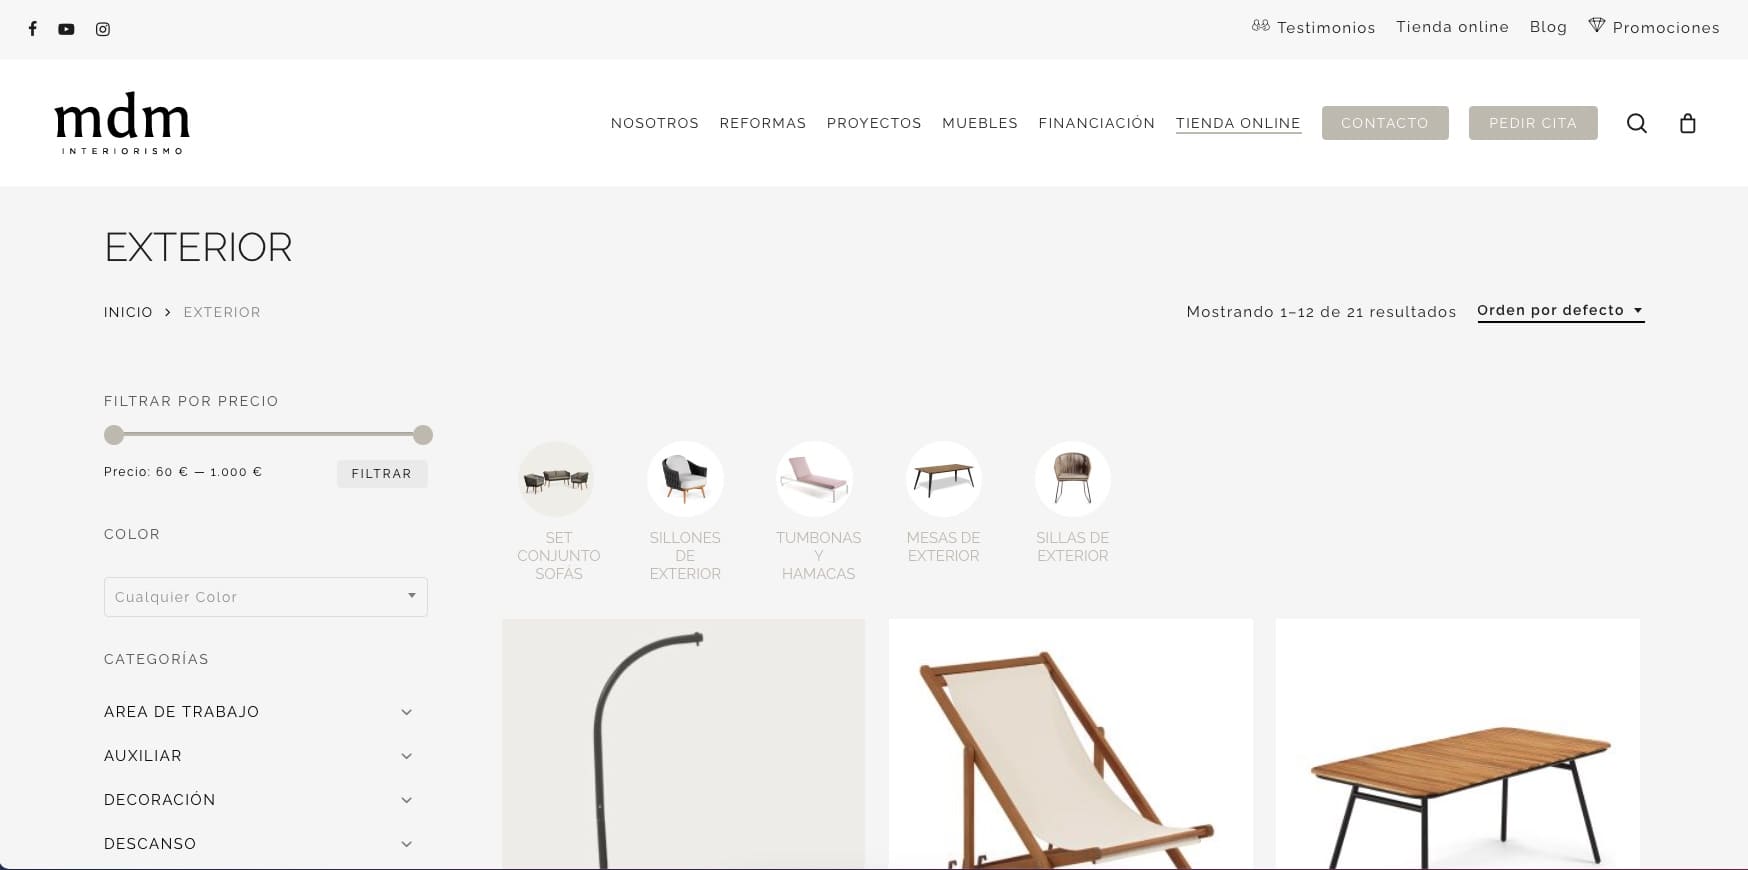 Testimonios Tienda online Blog Promociones
mdm
INTERIORISMO
NOSOTROS REFORMAS PROYECTOS MUEBLES FINANCIACIÓN TIENDA ONLINE CONTACTO PEDIR CITA
EXTERIOR
INICIO > EXTERIOR
Mostrando 1–12 de 21 resultados Orden por defecto
FILTRAR POR PRECIO
Precio: 60 € — 1.000 € FILTRAR
COLOR
Cualquier Color
CATEGORÍAS
AREA DE TRABAJO
AUXILIAR
DECORACIÓN
DESCANSO
SET
CONJUNTO
SOFÁS
SILLONES
DE
EXTERIOR
TUMBONAS
Y
HAMACAS
MESAS DE
EXTERIOR
SILLAS DE
EXTERIOR